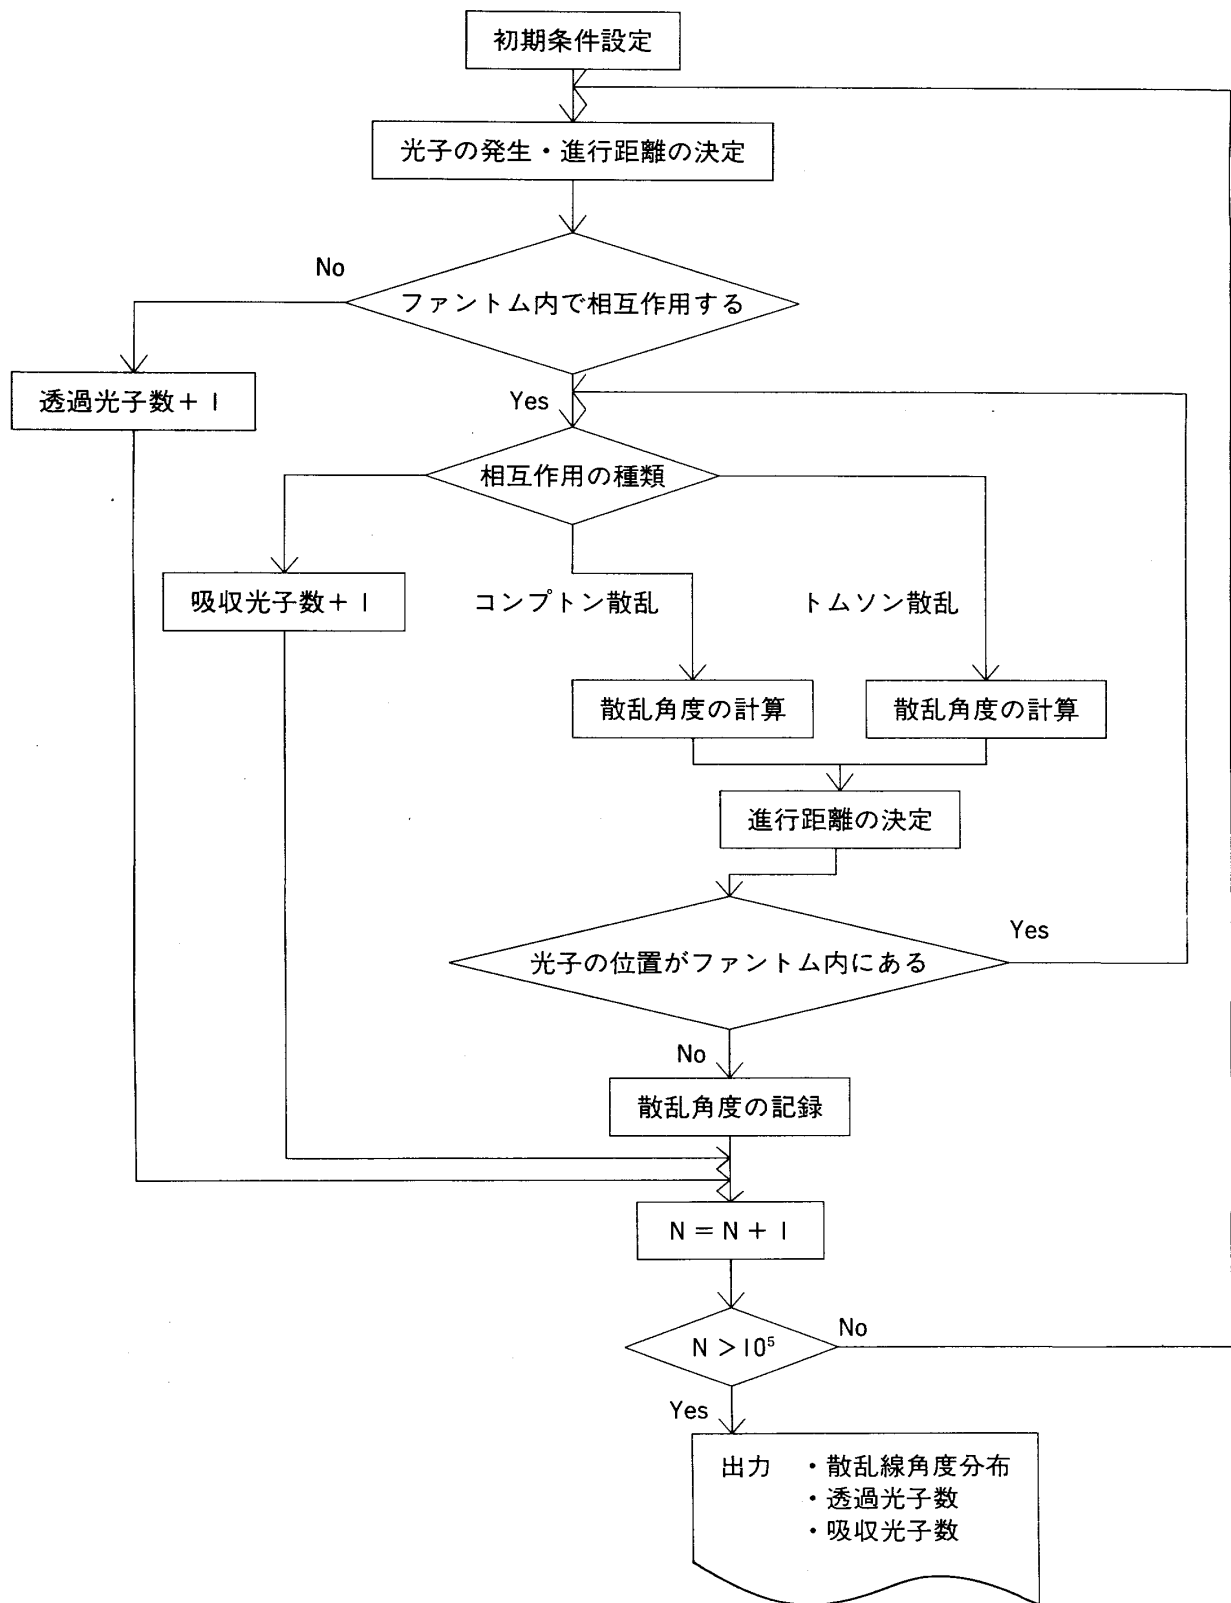 初期条件設定
光子の発生・進行距離の決定
No
ファントム内で相互作用する
透過光子数+1
Yes
相互作用の種類
吸収光子数+1
コンプトン散乱
トムソン散乱
散乱角度の計算
散乱角度の計算
進行距離の決定
Yes
光子の位置がファントム内にある
No
散乱角度の記録
N=N+1
No
N>10⁵
Yes
出力 ・散乱線角度分布
・透過光子数
・吸収光子数